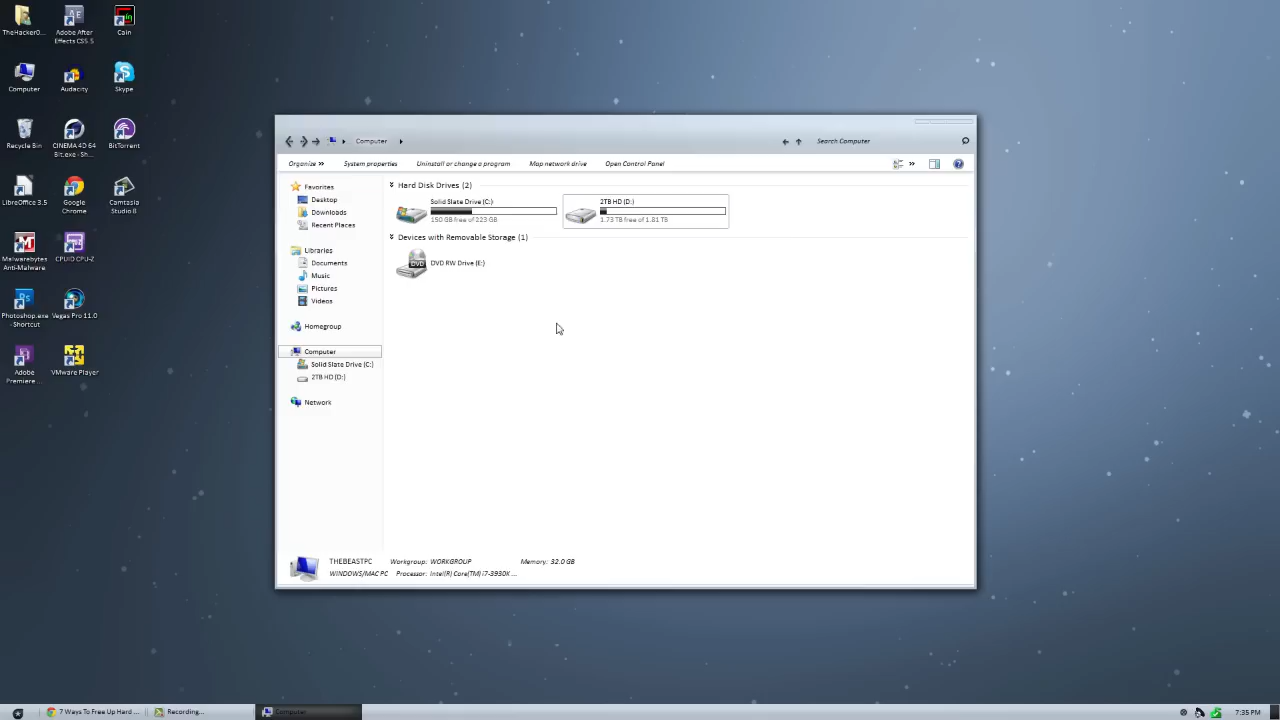 TheHacker0...
Adobe After
Effects CS5.5
Cain
Computer
Audacity
Skype
Recycle Bin
CINEMA 4D 64
Bit.exe - Sh...
BitTorrent
LibreOffice 3.5
Google
Chrome
Camtasia
Studio 8
Malwarebytes
Anti-Malware
CPUID CPU-Z
Photoshop.exe
- Shortcut
Vegas Pro 11.0
Adobe
Premiere ...
VMware Player
Computer
Search Computer
Organize
System properties
Uninstall or change a program
Map network drive
Open Control Panel
Favorites
Desktop
Downloads
Recent Places
Libraries
Documents
Music
Pictures
Videos
Homegroup
Computer
Solid Slate Drive (C:)
2TB HD (D:)
Network
Hard Disk Drives (2)
Solid Slate Drive (C:)
150 GB free of 223 GB
2TB HD (D:)
1.73 TB free of 1.81 TB
Devices with Removable Storage (1)
DVD
DVD RW Drive (E:)
THEBEASTPC
Workgroup: WORKGROUP
Memory: 32.0 GB
WINDOWS/MAC PC
Processor: Intel(R) Core(TM) i7-3930K ...
7 Ways To Free Up Hard ...
Recording...
Computer
7:35 PM